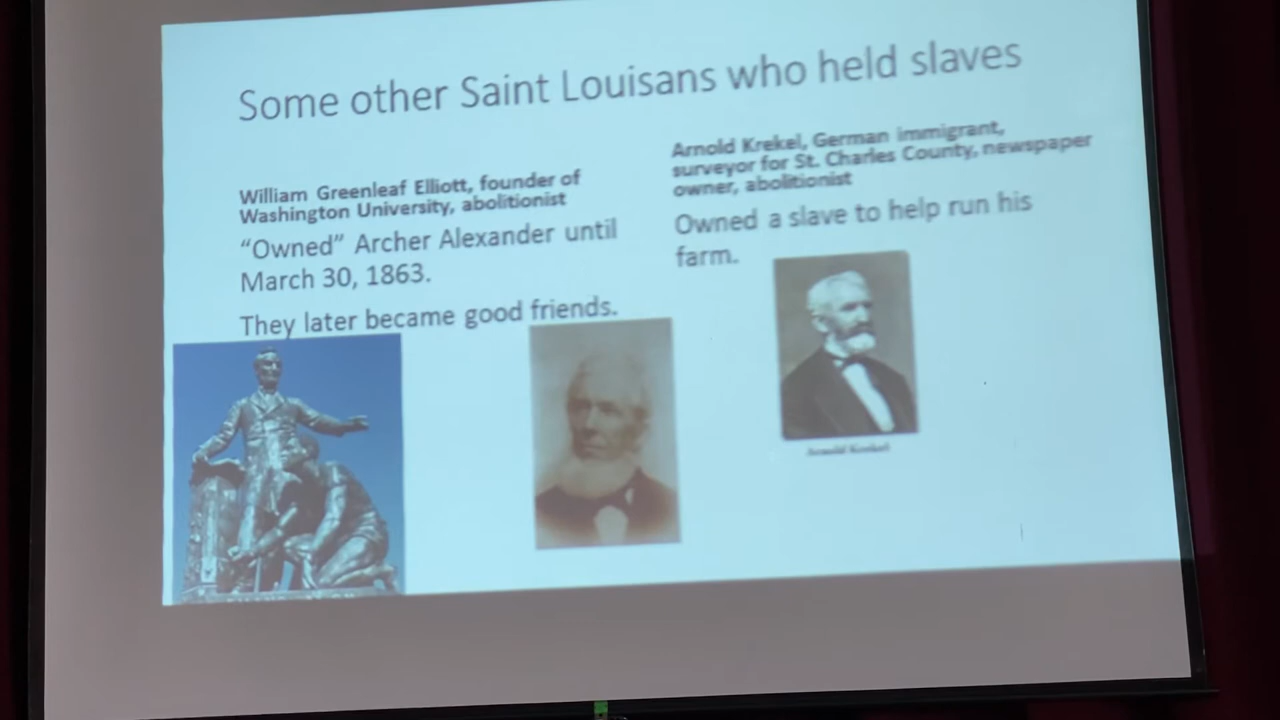 Some other Saint Louisans who held slaves
William Greenleaf Elliott, founder of
Washington University, abolitionist
“Owned” Archer Alexander until
March 30, 1863.
They later became good friends.
Arnold Krekel, German immigrant,
surveyor for St. Charles County, newspaper
owner, abolitionist
Owned a slave to help run his
farm.
Arnold Krekel